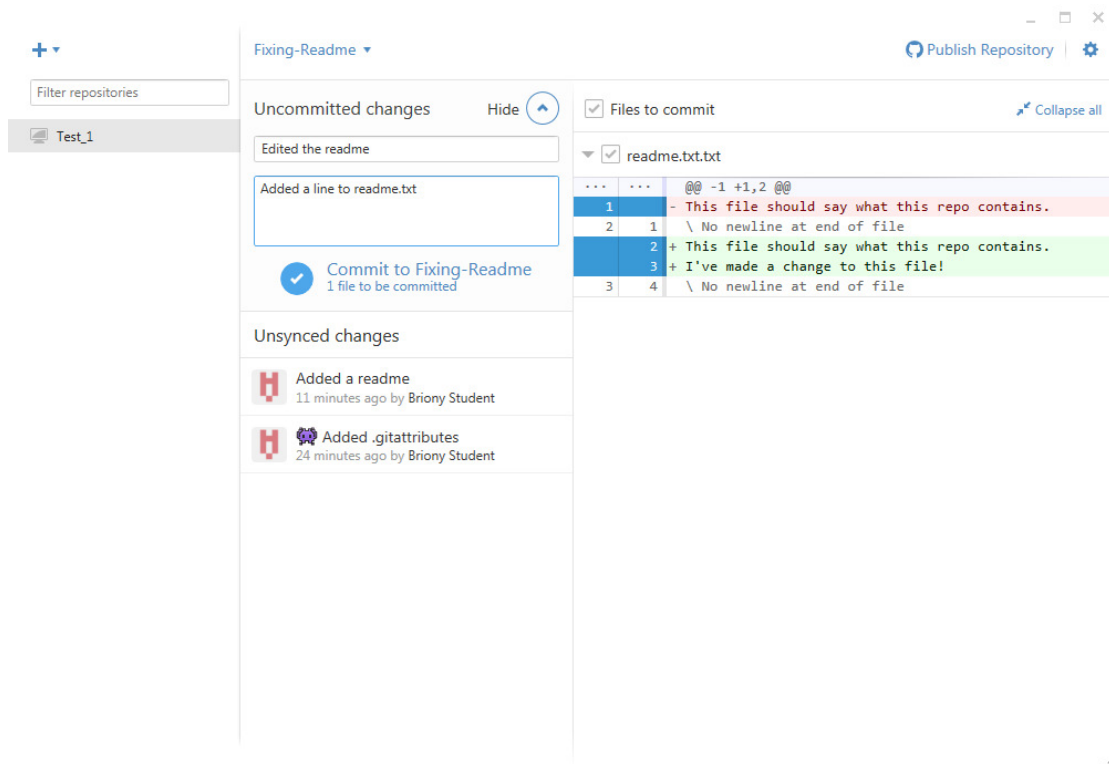 Fixing-Readme
Publish Repository
Filter repositories
Test_1
Uncommitted changes
Hide
Edited the readme
Added a line to readme.txt
Commit to Fixing-Readme
1 file to be committed
Unsynced changes
Added a readme
11 minutes ago by Briony Student
Added .gitattributes
24 minutes ago by Briony Student
Files to commit
Collapse all
readme.txt.txt
... ... @@ -1 +1,2 @@
1 - This file should say what this repo contains.
2 1 \ No newline at end of file
2 + This file should say what this repo contains.
3 + I've made a change to this file!
3 4 \ No newline at end of file